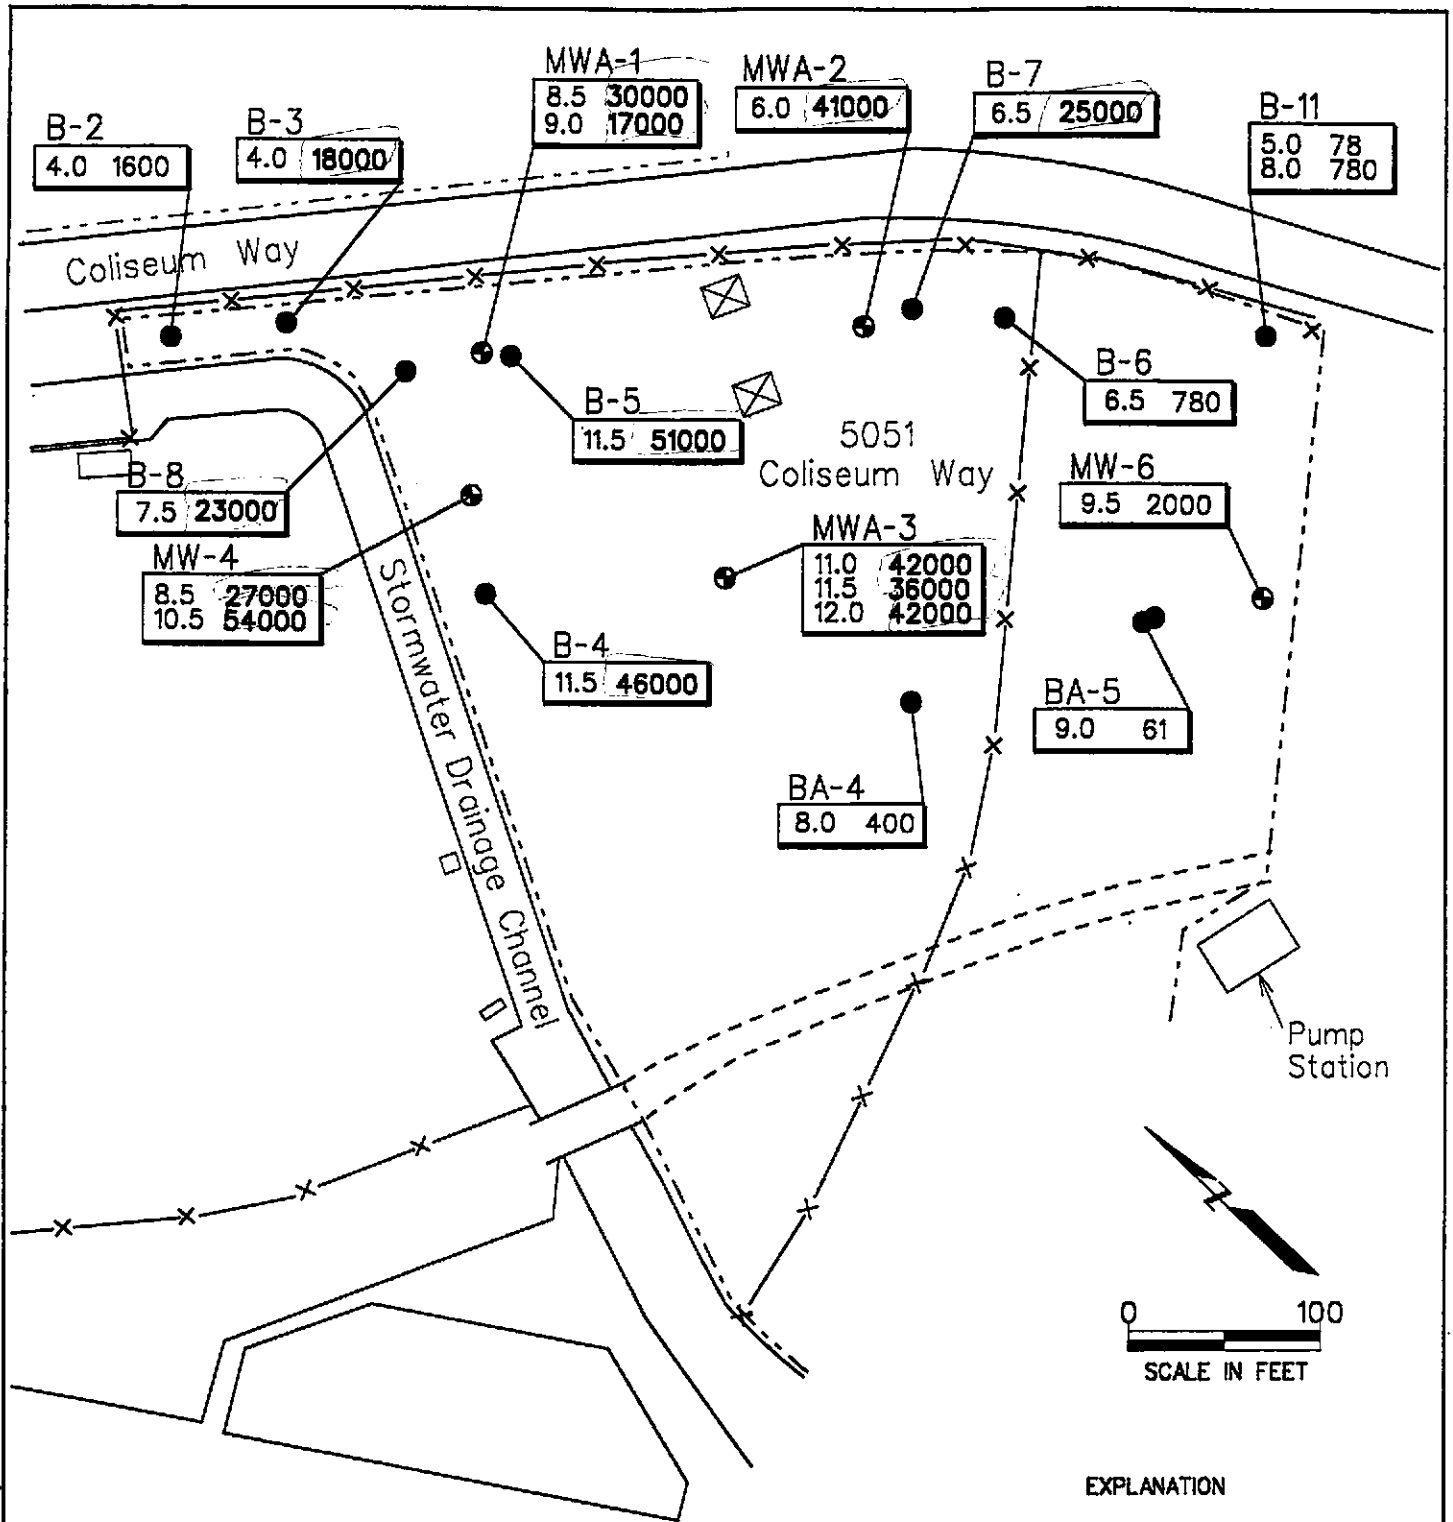 MWA-1
8.5 30000
9.0 17000
MWA-2
6.0 41000
B-7
6.5 25000
B-11
5.0 78
8.0 780
B-2
4.0 1600
B-3
4.0 18000
Coliseum Way
B-5
11.5 51000
B-6
6.5 780
5051
Coliseum Way
B-8
7.5 23000
MW-6
9.5 2000
MW-4
8.5 27000
10.5 54000
MWA-3
11.0 42000
11.5 36000
12.0 42000
B-4
11.5 46000
Stormwater Drainage Channel
BA-5
9.0 61
BA-4
8.0 400
Pump
Station
Z
0 100
SCALE IN FEET
EXPLANATION